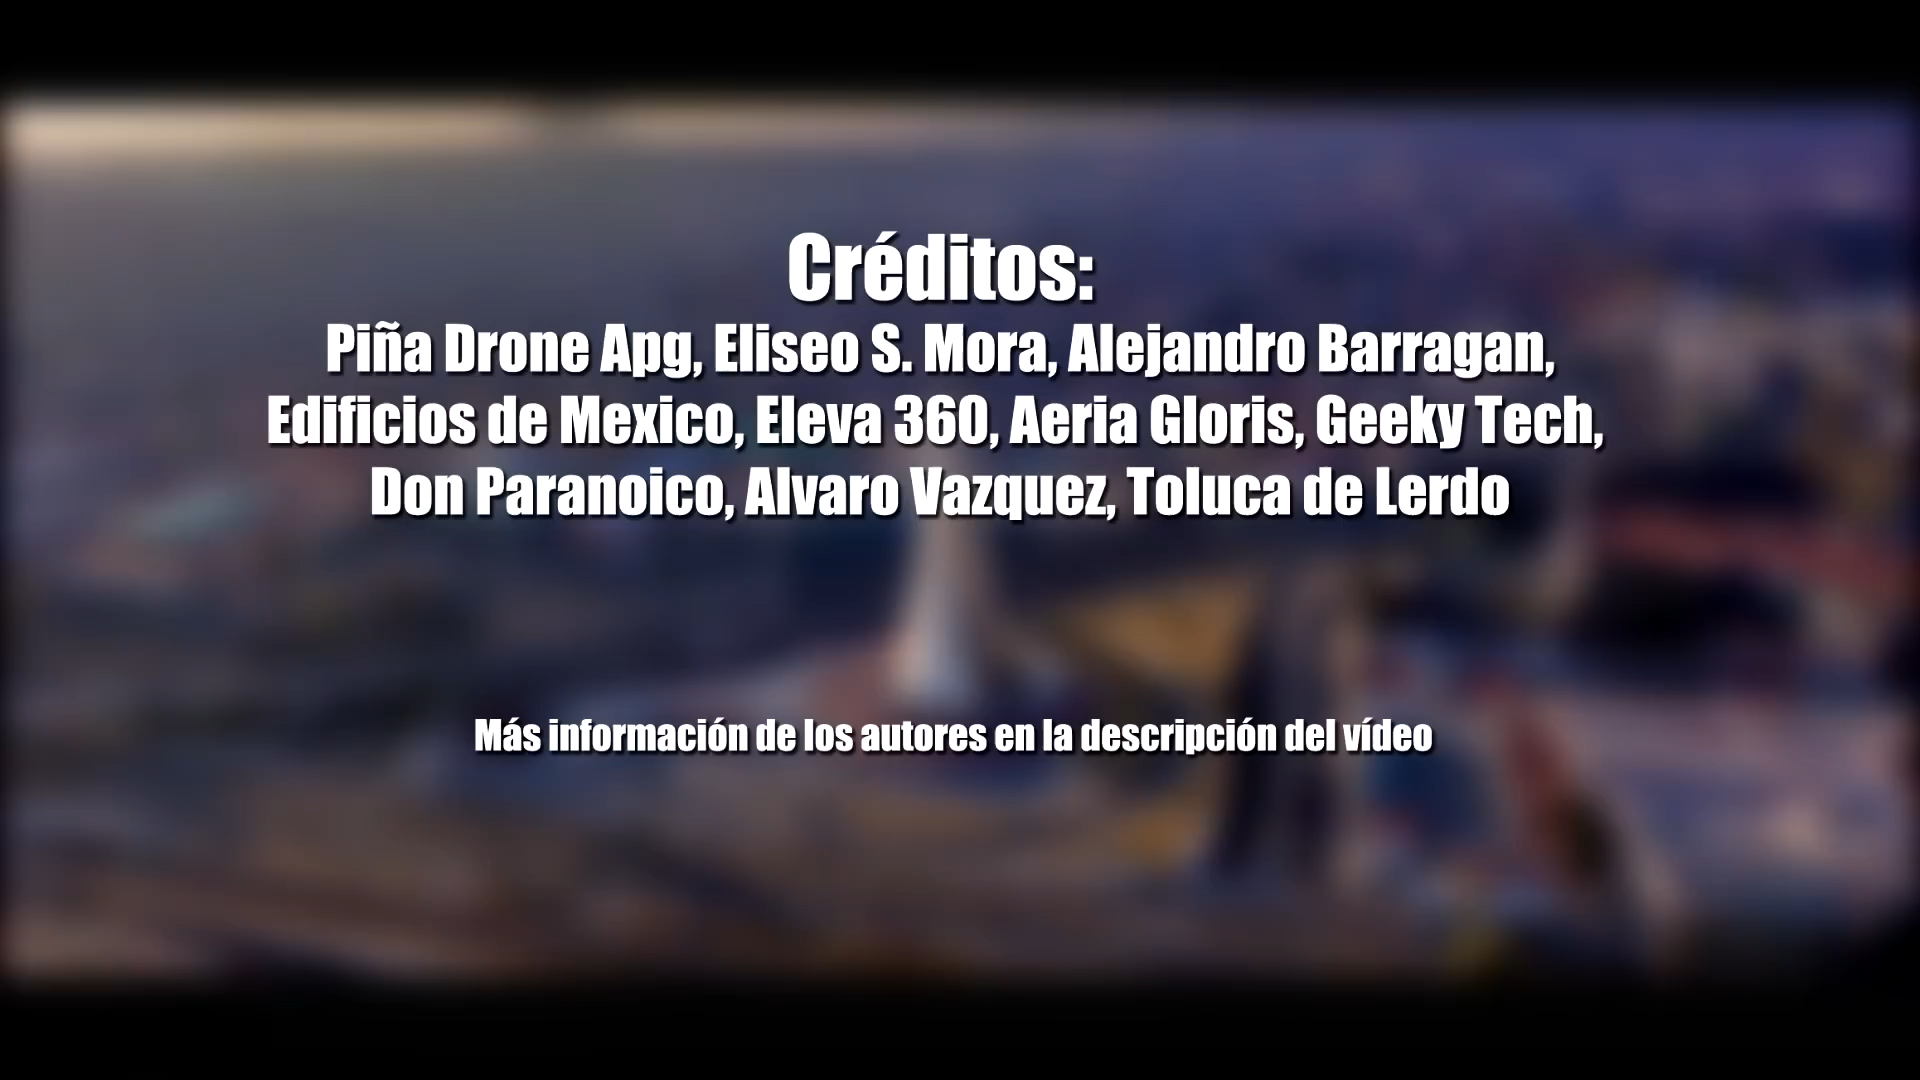 Créditos:
Piña Drone Apg, Eliseo S. Mora, Alejandro Barragan,
Edificios de Mexico, Eleva 360, Aeria Gloris, Geeky Tech,
Don Paranoico, Alvaro Vazquez, Toluca de Lerdo
Más información de los autores en la descripción del vídeo